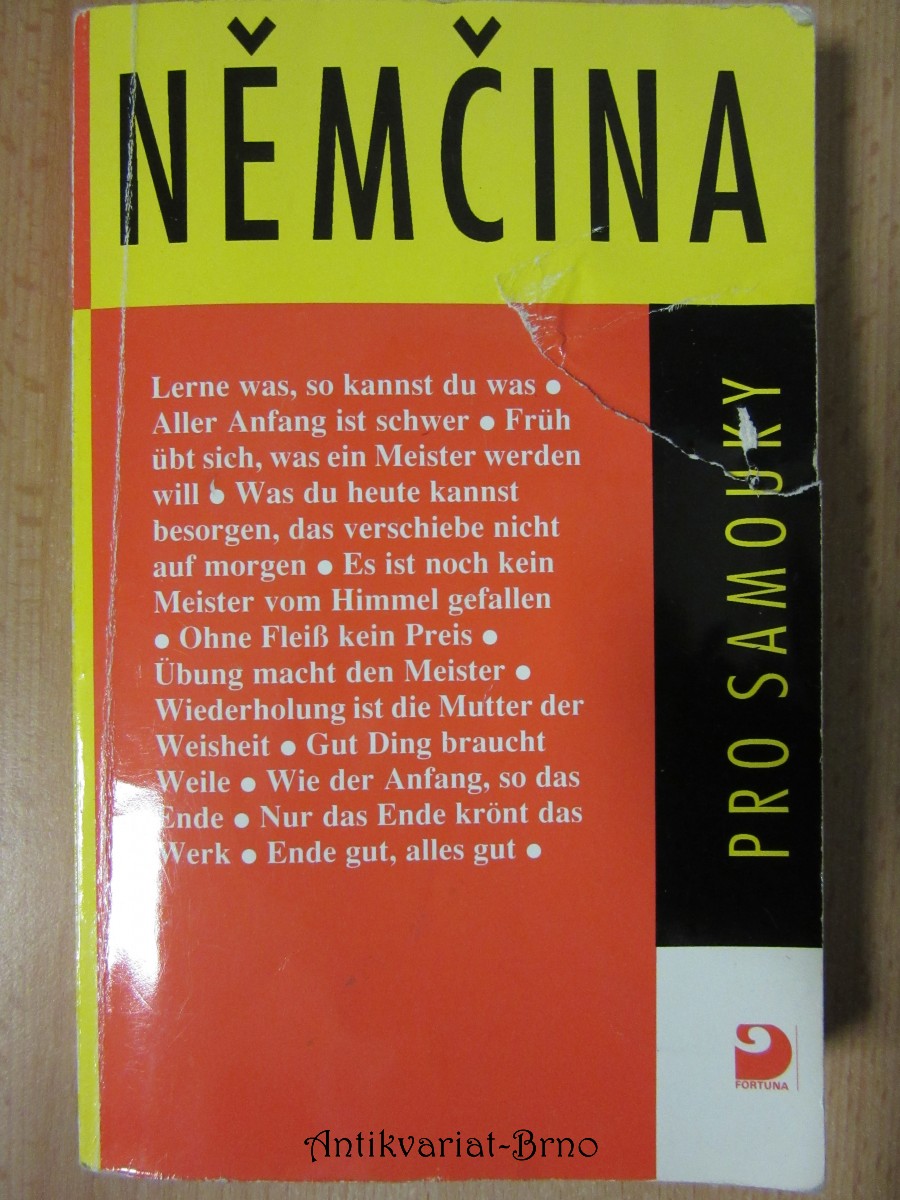 NĚMČINA
Lerne was, so kannst du was ●
Aller Anfang ist schwer ● Früh
übt sich, was ein Meister werden
will ● Was du heute kannst
besorgen, das verschiebe nicht
auf morgen ● Es ist noch kein
Meister vom Himmel gefallen
● Ohne Fleiß kein Preis ●
Übung macht den Meister ●
Wiederholung ist die Mutter der
Weisheit ● Gut Ding braucht
Weile ● Wie der Anfang, so das
Ende ● Nur das Ende krönt das
Werk ● Ende gut, alles gut ●
PRO SAMOUKY
FORTUNA
Antikvariat-Brno